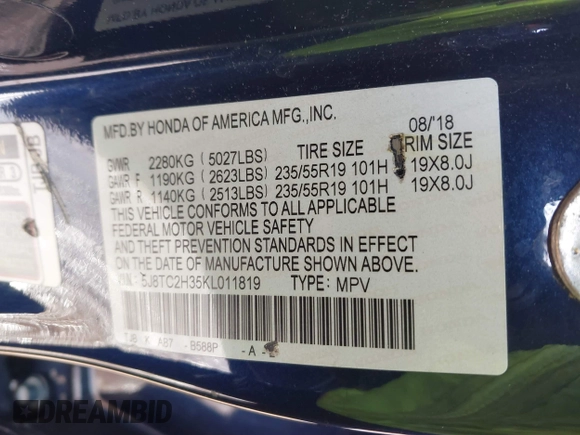 MFD.BY HONDA OF AMERICA MFG.,INC. 08/'18
TIRE SIZE RIM SIZE
GVWR 2280KG (5027LBS)
GAWR F 1190KG (2623LBS) 235/55R19 101H 19X8.0J
GAWR R 1140KG (2513LBS) 235/55R19 101H 19X8.0J
THIS VEHICLE CONFORMS TO ALL APPLICABLE
FEDERAL MOTOR VEHICLE SAFETY
AND THEFT PREVENTION STANDARDS IN EFFECT
ON THE DATE OF MANUFACTURE SHOWN ABOVE.
5J8TC2H35KL011819 TYPE: MPV
B588P -A-
DREAMBID